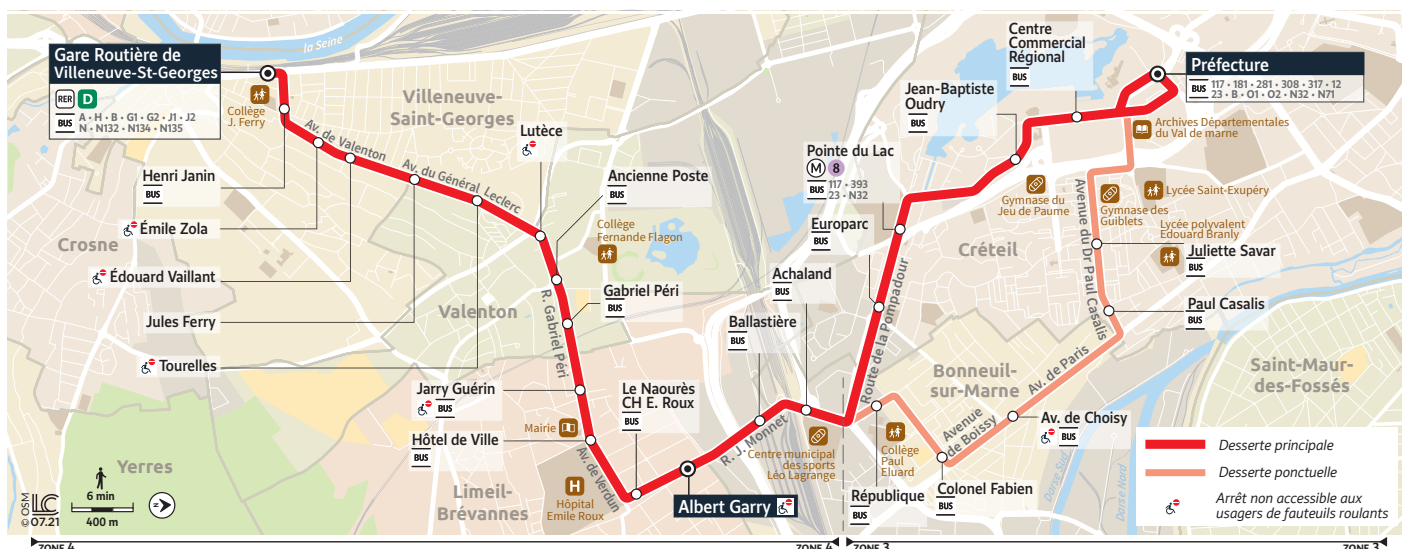 Gare Routière de
Villeneuve-St-Georges
RER D
BUS A • H • B • G1 • G2 • J1 • J2
N • N132 • N134 • N135
la Seine
Collège
J. Ferry
Villeneuve-
Saint-Georges
Av. de Valenton
Av. du Général Leclerc
Henri Janin
BUS
Émile Zola
Édouard Vaillant
Jules Ferry
Tourelles
Crosne
Yerres
Lutèce
Ancienne Poste
BUS
Collège
Fernande Flagon
Gabriel Péri
BUS
Valenton
R. Gabriel Péri
Jarry Guérin
BUS
Mairie
Hôtel de Ville
BUS
Av. de Verdun
Limeil-
Brévannes
H
Hôpital
Emile Roux
Le Naourès
CH E. Roux
BUS
Albert Garry
R. J. Monnet
Ballastière
BUS
Achaland
BUS
Centre municipal
des sports
Léo Lagrange
Europarc
BUS
Route de la Pompadour
Pointe du Lac
M 8
BUS 117 • 393
23 • N32
Jean-Baptiste
Oudry
BUS
Centre
Commercial
Régional
BUS
Préfecture
BUS 117 • 181 • 281 • 308 • 317 • 12
23 • B • O1 • O2 • N32 • N71
Archives Départementales
du Val de marne
Gymnase du
Jeu de Paume
Gymnase des
Guiblets
Lycée Saint-Exupéry
Lycée polyvalent
Edouard Branly
Créteil
Avenue du Dr Paul Casalis
Juliette Savar
BUS
Paul Casalis
BUS
Av. de Paris
Saint-Maur-
des-Fossés
Bonneuil-
sur-Marne
Avenue
de Boissy
Av. de Choisy
BUS
Collège
Paul
Eluard
République
BUS
Colonel Fabien
BUS
Darse Sud
Darse Nord
Desserte principale
Desserte ponctuelle
Arrêt non accessible aux
usagers de fauteuils roulants
6 min
400 m
N
LC
© OSM
07.21
ZONE 4
ZONE 4
ZONE 3
ZONE 3